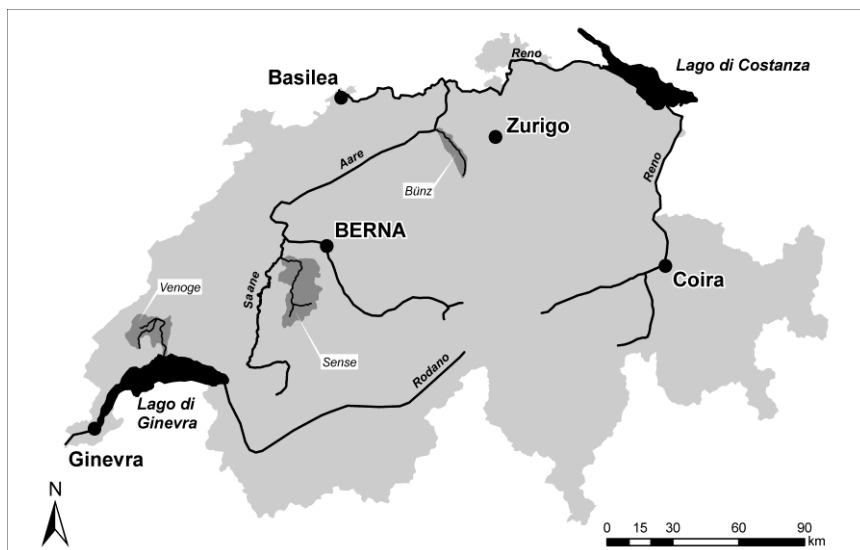 Reno
Lago di Costanza
Basilea
Zurigo
Aare
Bünz
Reno
BERNA
Coira
Saane
Venoge
Sense
Rodano
Lago di
Ginevra
Ginevra
N
0 15 30 60 90
km